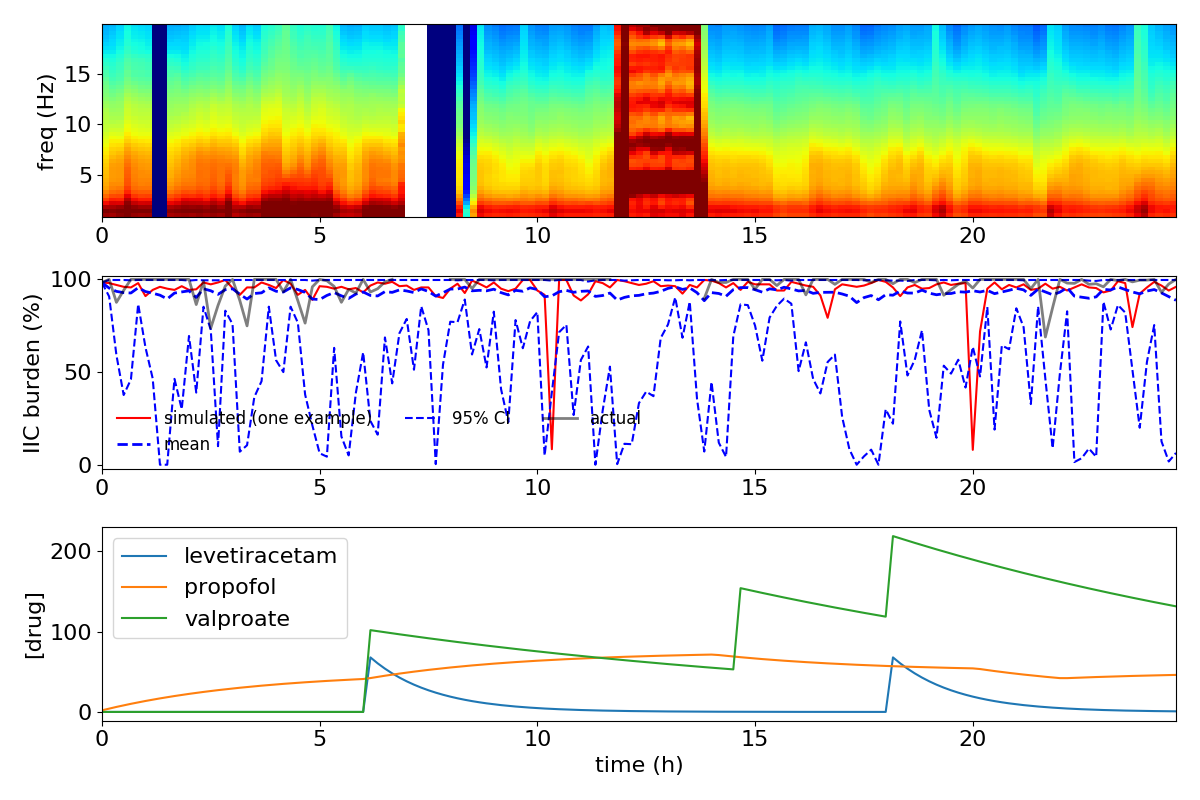 freq (Hz)
15
10
5
0 5 10 15 20
IIC burden (%)
100
50
0
simulated (one example) 95% CI actual
mean
0 5 10 15 20
[drug]
200
100
0
levetiracetam
propofol
valproate
0 5 10 15 20
time (h)